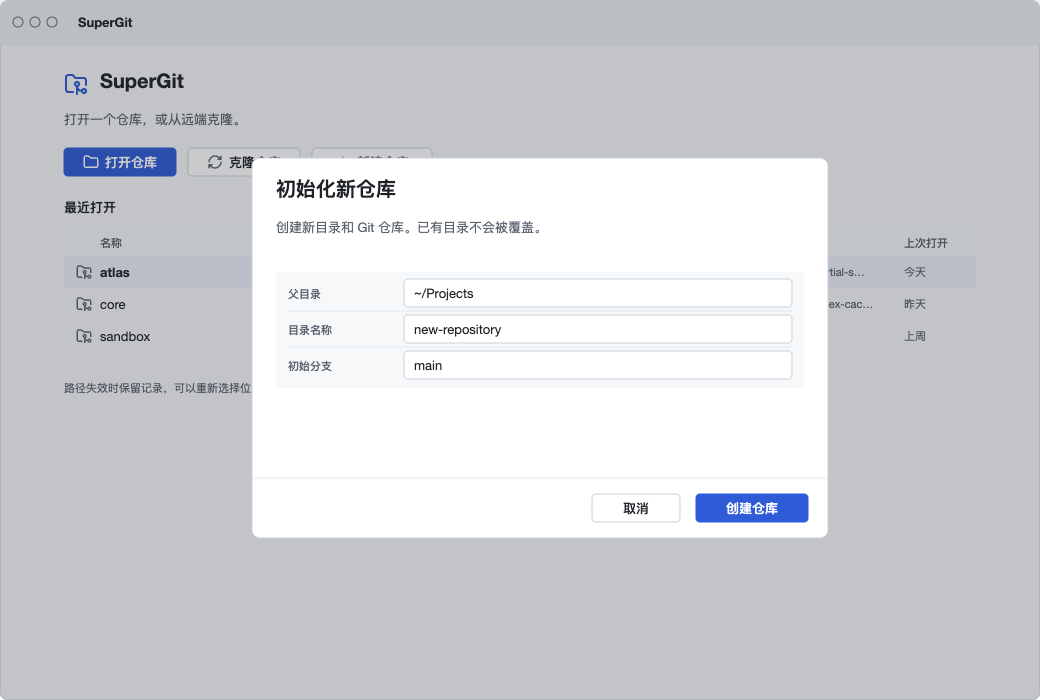 SuperGit
SuperGit
打开一个仓库，或从远端克隆。
打开仓库
克隆
最近打开
名称
上次打开
atlas
rtial-s...
今天
core
ex-cac...
昨天
sandbox
上周
路径失效时保留记录，可以重新选择位
初始化新仓库
创建新目录和 Git 仓库。已有目录不会被覆盖。
父目录
~/Projects
目录名称
new-repository
初始分支
main
取消
创建仓库